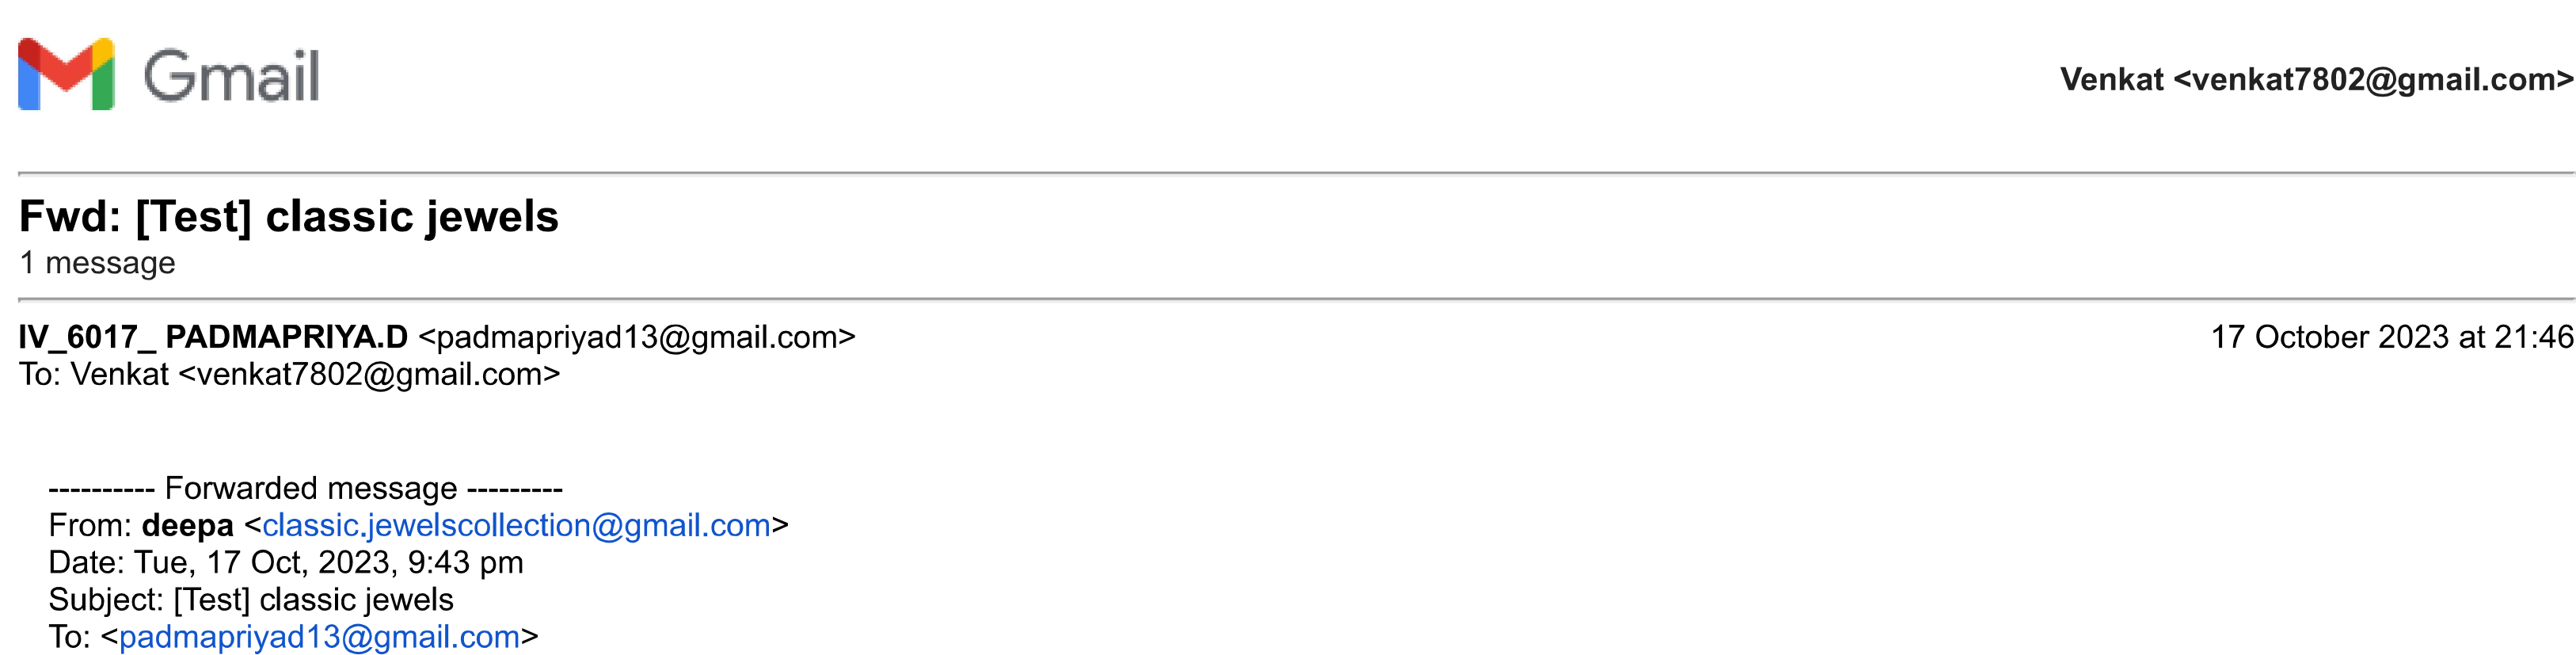 Gmail
Venkat <venkat7802@gmail.com>
Fwd: [Test] classic jewels
1 message
IV_6017_ PADMAPRIYA.D <padmapriyad13@gmail.com>
17 October 2023 at 21:46
To: Venkat <venkat7802@gmail.com>
---------- Forwarded message ---------
From: deepa <classic.jewelscollection@gmail.com>
Date: Tue, 17 Oct, 2023, 9:43 pm
Subject: [Test] classic jewels
To: <padmapriyad13@gmail.com>